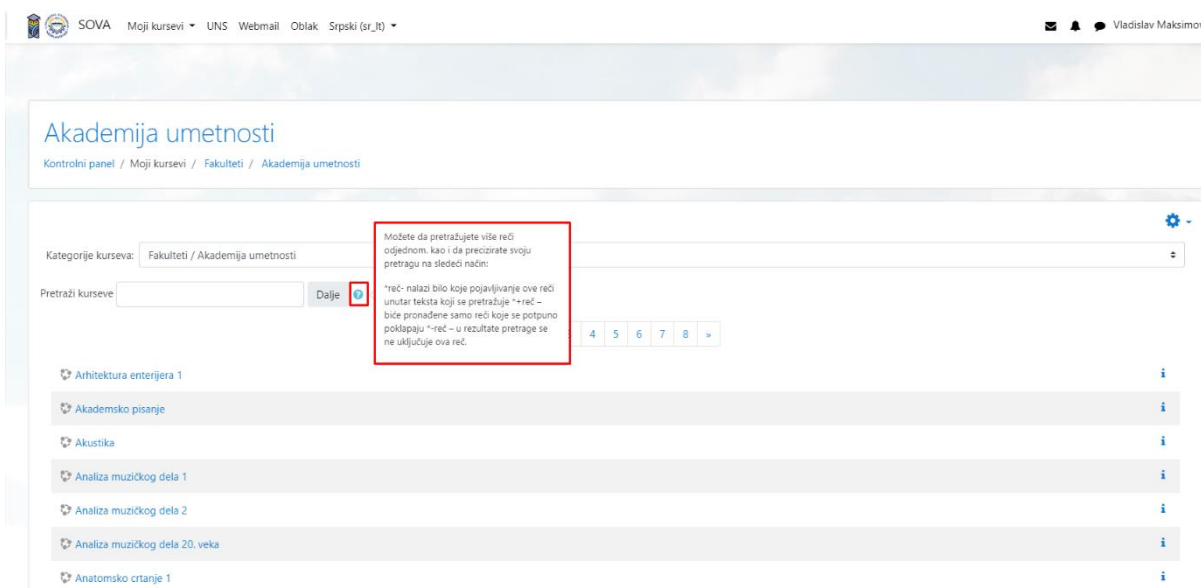 SOVA Moji kursevi UNS Webmail Oblak Srpski (sr_lt) Vladislav Maksimov
Akademija umetnosti
Kontrolni panel / Moji kursevi / Fakulteti / Akademija umetnosti
Kategorije kurseva: Fakulteti / Akademija umetnosti
Pretraži kurseve Dalje
Možete da pretražujete više reči
odjednom. kao i da precizirate svoju
pretragu na sledeći način:
*reč- nalazi bilo koje pojavljivanje ove reči
unutar teksta koji se pretražuje *+reč –
biće pronađene samo reči koje se potpuno
poklapaju *-reč – u rezultate pretrage se
ne uključuje ova reč.
4 5 6 7 8 »
Arhitektura enterijera 1
Akademsko pisanje
Akustika
Analiza muzičkog dela 1
Analiza muzičkog dela 2
Analiza muzičkog dela 20. veka
Anatomsko crtanje 1